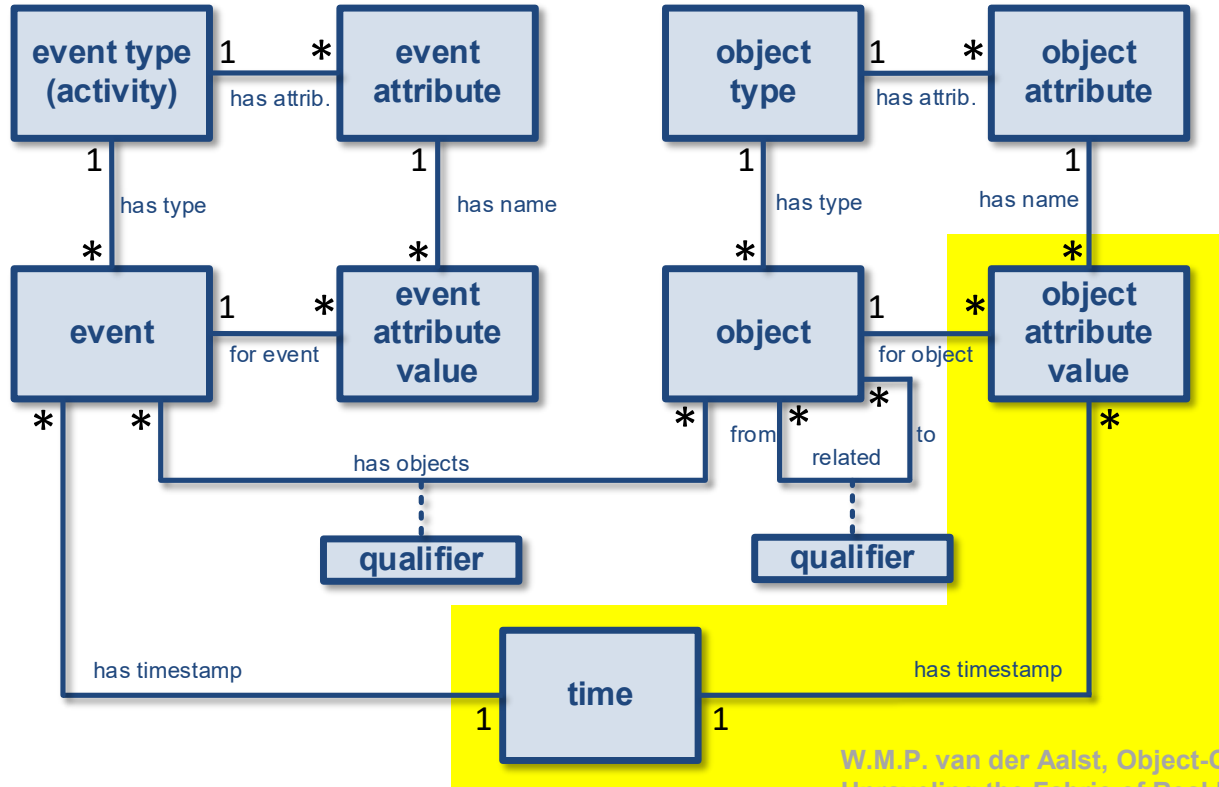 event type
(activity)
1
*
has attrib.
event
attribute
object
type
1
*
has attrib.
object
attribute
1
has type
*
1
has name
*
1
has type
*
1
has name
*
event
1
*
for event
event
attribute
value
object
1
*
for object
object
attribute
value
*
*
has objects
*
from
*
*
to
related
*
qualifier
qualifier
has timestamp
1
time
1
has timestamp
W.M.P. van der Aalst, Object-C